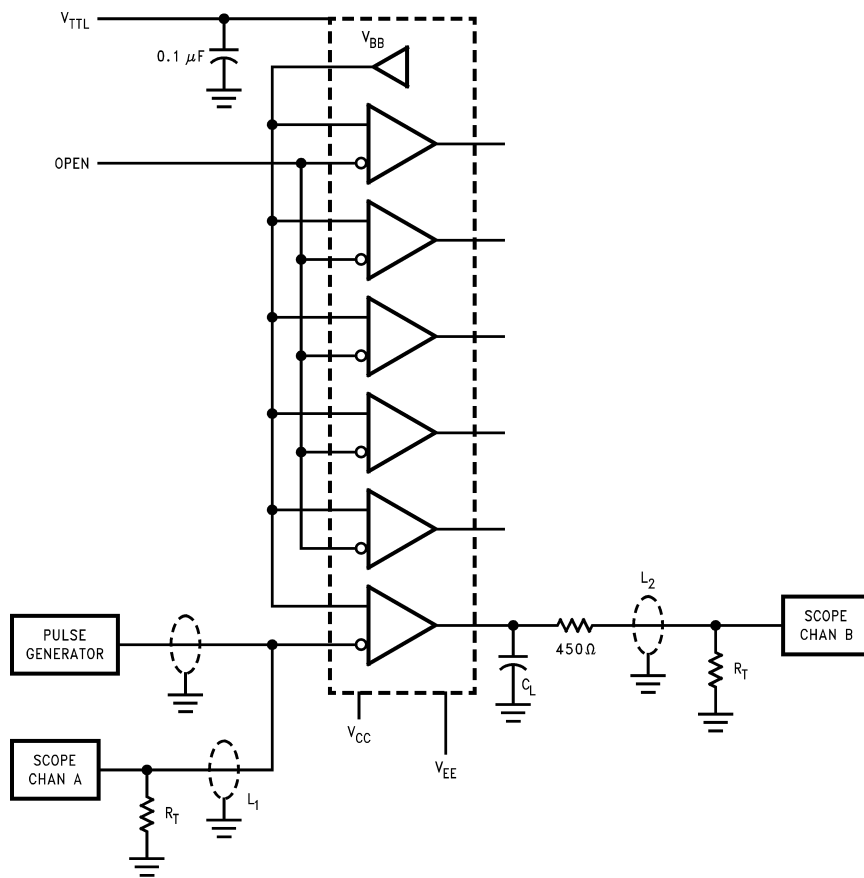 V_TTL
0.1 μF
V_BB
OPEN
PULSE
GENERATOR
L_2
SCOPE
CHAN B
450Ω
C_L
R_T
V_CC
V_EE
SCOPE
CHAN A
R_T
L_1